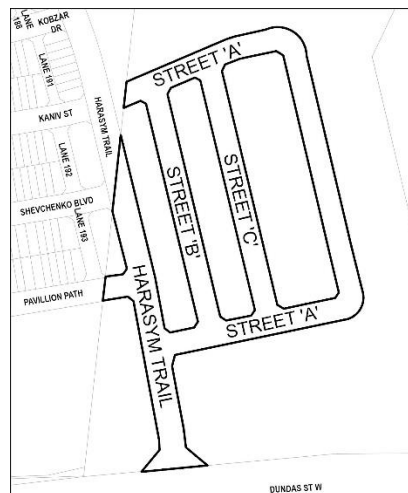 LANE
188
KOBZAR
DR
STREET 'A'
LANE 191
HARASYM TRAIL
KANIV ST
LANE 192
STREET 'B'
STREET 'C'
SHEVCHENKO BLVD
LANE 193
HARASYM TRAIL
PAVILLION PATH
STREET 'A'
DUNDAS ST W